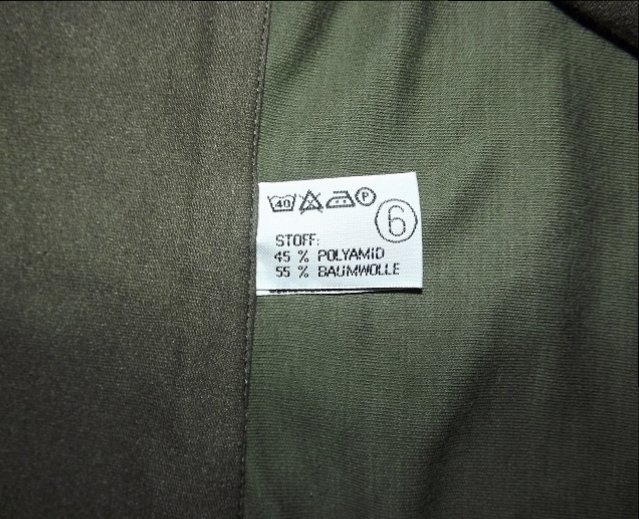 40 P
6
STOFF:
45 % POLYAMID
55 % BAUMWOLLE